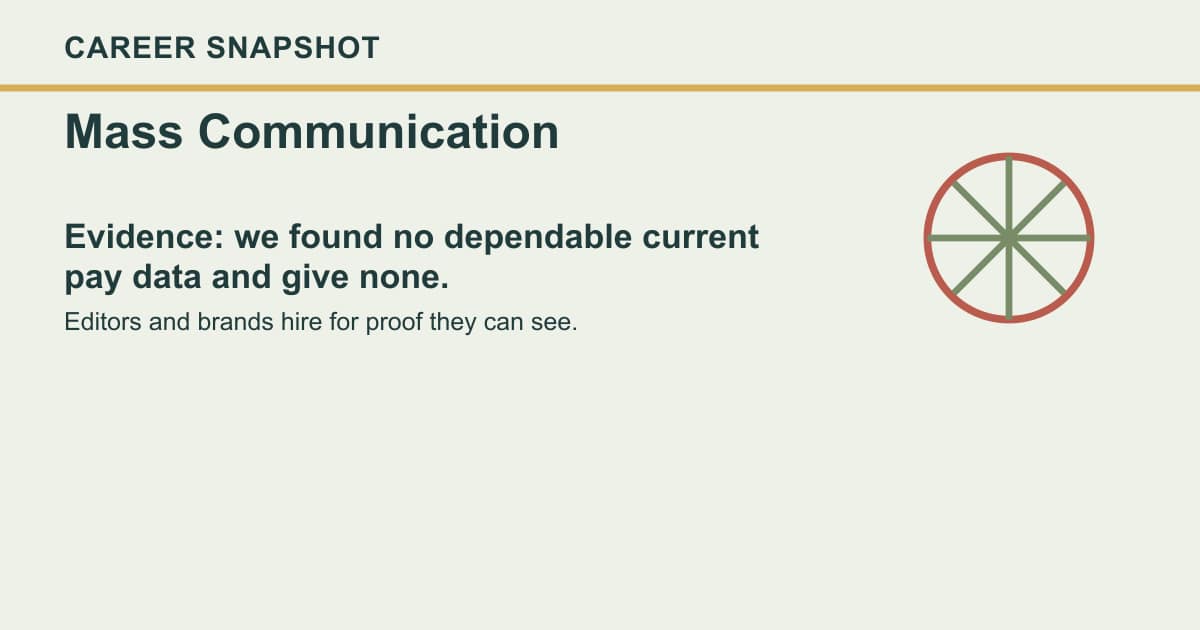 CAREER SNAPSHOT
Mass Communication
Evidence: we found no dependable current
pay data and give none.
Editors and brands hire for proof they can see.